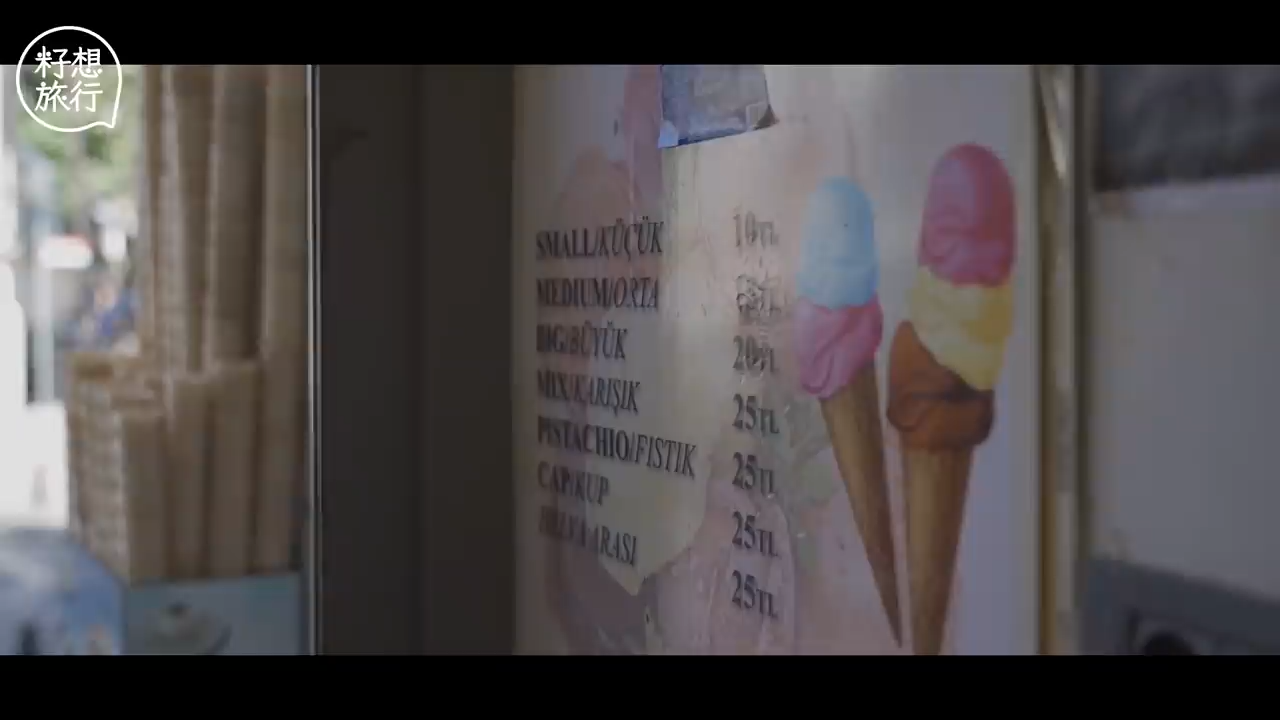 籽想
旅行
SMALL/KÜÇÜK 10TL
MEDIUM/ORTA
BIG/BÜYÜK 20TL
MIX/KARIŞIK 25TL
PISTACHIO/FISTIK 25TL
CAP/KUP 25TL
ARASI 25TL